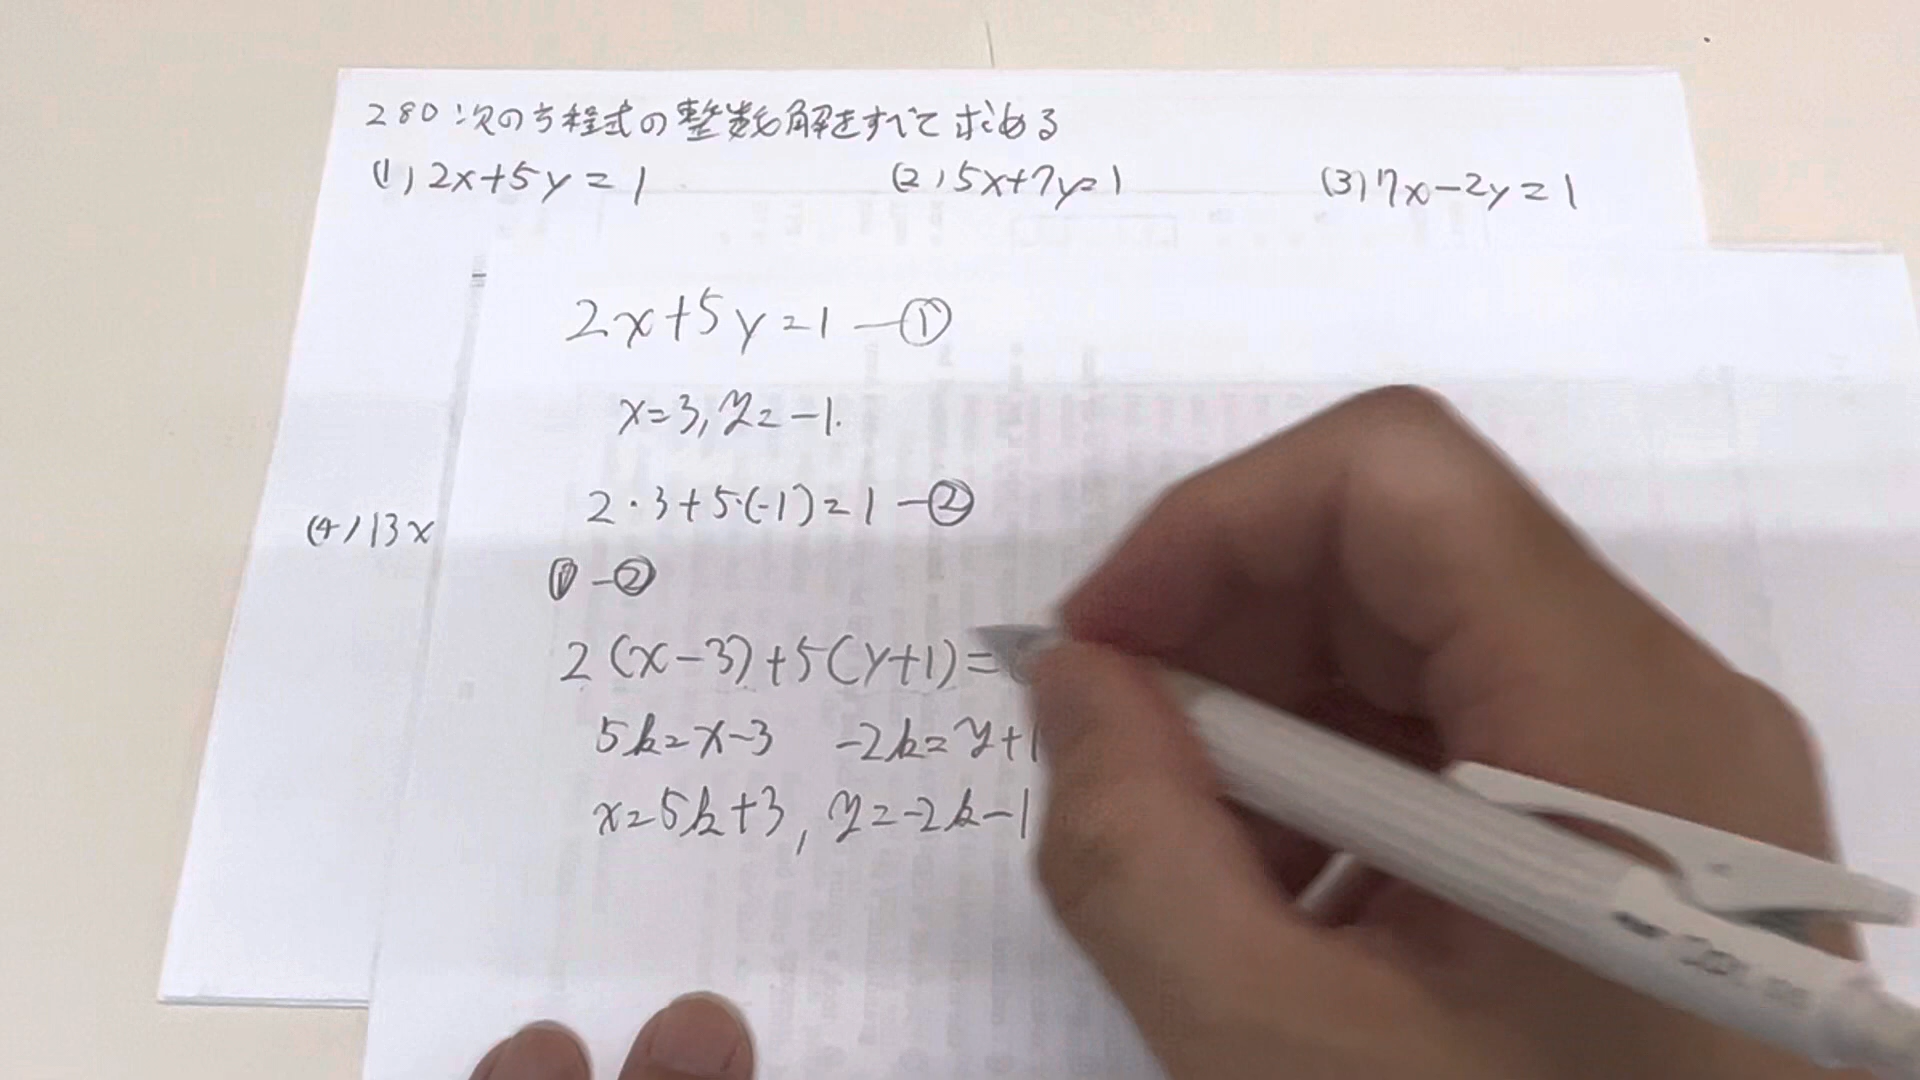 280 次の方程式の整数解をすべて求める
(1) 2x+5y=1 (2) 5x+7y=1 (3) 7x-2y=1
2x+5y=1 —①
x=3, y=-1.
2・3+5・(-1)=1 —②
(4) 13x
①-②
2(x-3)+5(y+1)=
5k=x-3 -2k=y+1
x=5k+3, y=-2k-1